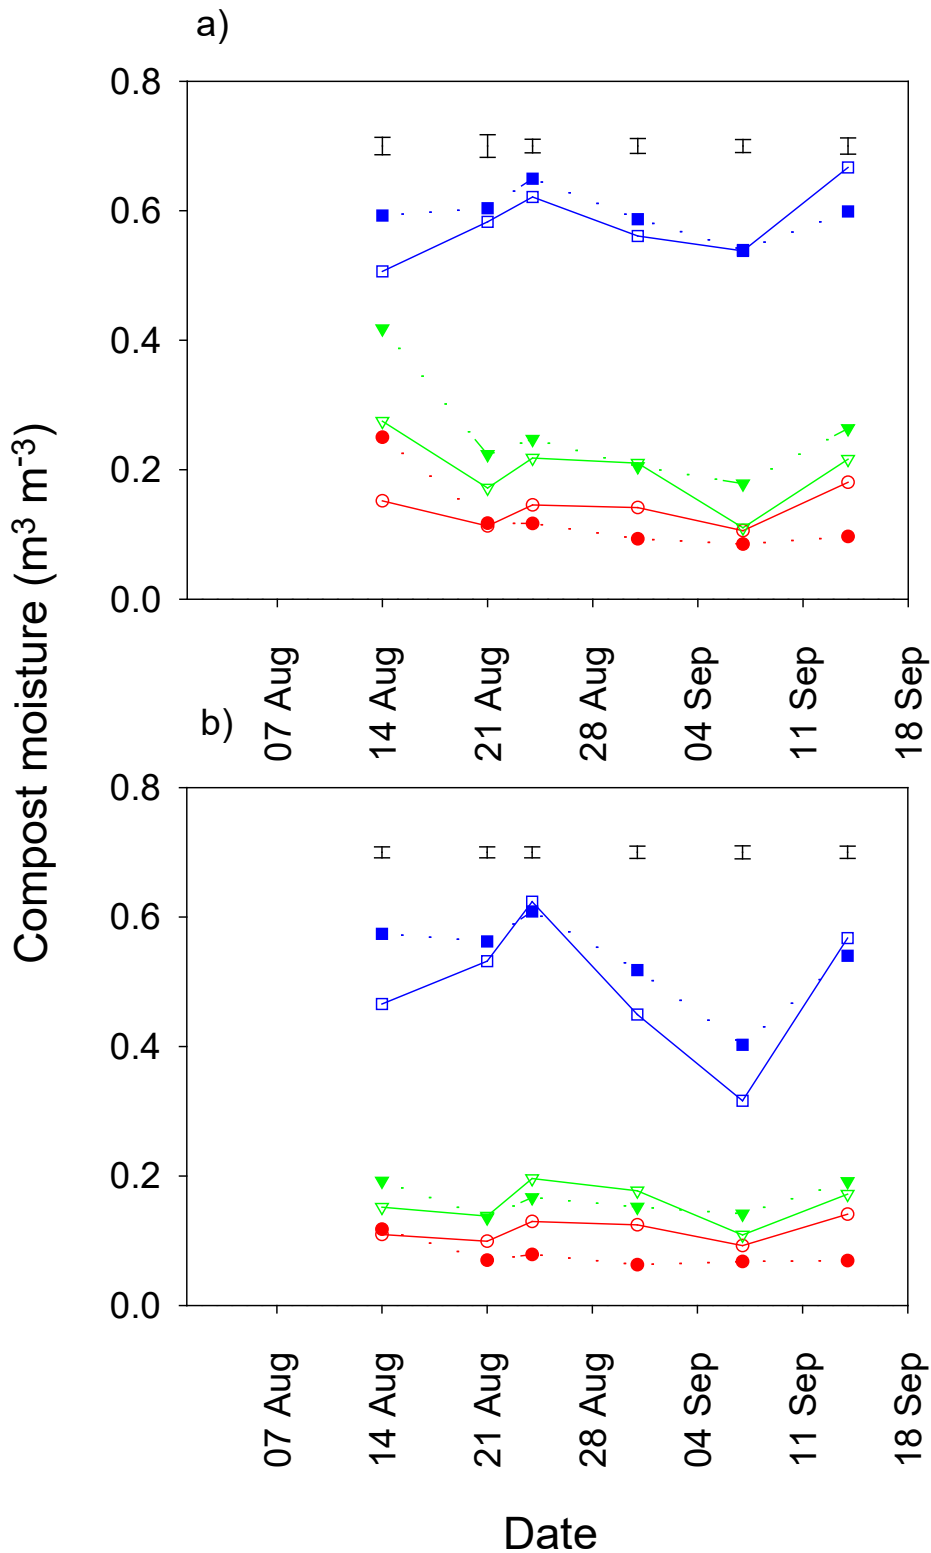 a)
0.8
0.6
0.4
0.2
0.0
07 Aug
14 Aug
21 Aug
28 Aug
04 Sep
11 Sep
18 Sep
Compost moisture (m³ m⁻³)
b)
0.8
0.6
0.4
0.2
0.0
07 Aug
14 Aug
21 Aug
28 Aug
04 Sep
11 Sep
18 Sep
Date